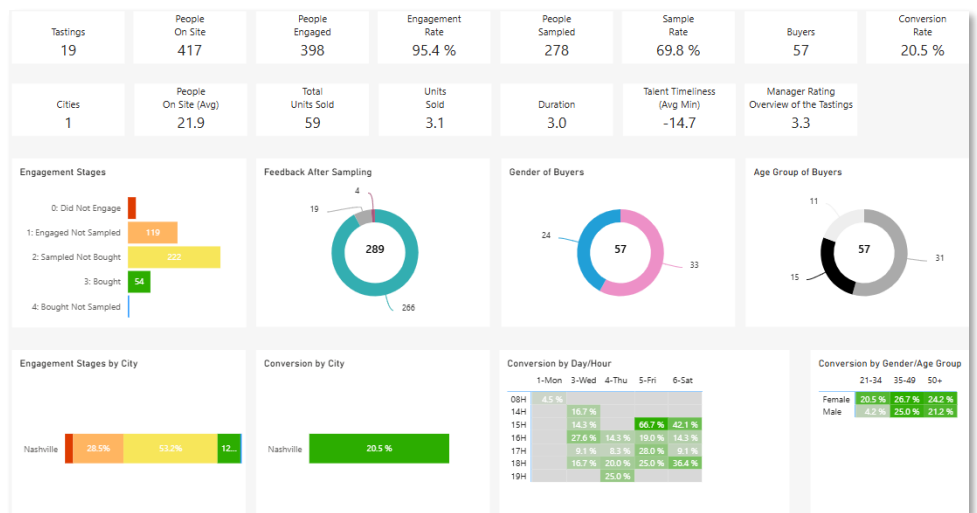 Tastings
19
People
On Site
417
People
Engaged
398
Engagement
Rate
95.4 %
People
Sampled
278
Sample
Rate
69.8 %
Buyers
57
Conversion
Rate
20.5 %
Cities
1
People
On Site (Avg)
21.9
Total
Units Sold
59
Units
Sold
3.1
Duration
3.0
Talent Timeliness
(Avg Min)
-14.7
Manager Rating
Overview of the Tastings
3.3
Engagement Stages
0: Did Not Engage
1: Engaged Not Sampled 119
2: Sampled Not Bought 222
3: Bought 54
4: Bought Not Sampled
Feedback After Sampling
4
19
289
266
Gender of Buyers
24
57
33
Age Group of Buyers
11
57
31
15
Engagement Stages by City
Nashville 28.5% 53.2% 12...
Conversion by City
Nashville 20.5 %
Conversion by Day/Hour
1-Mon 3-Wed 4-Thu 5-Fri 6-Sat
08H 4.5 %
14H 16.7 %
15H 14.3 % 66.7 % 42.1 %
16H 27.6 % 14.3 % 19.0 % 14.3 %
17H 9.1 % 8.3 % 28.0 % 9.1 %
18H 16.7 % 20.0 % 25.0 % 36.4 %
19H 25.0 %
Conversion by Gender/Age Group
21-34 35-49 50+
Female 20.5 % 26.7 % 24.2 %
Male 4.2 % 25.0 % 21.2 %